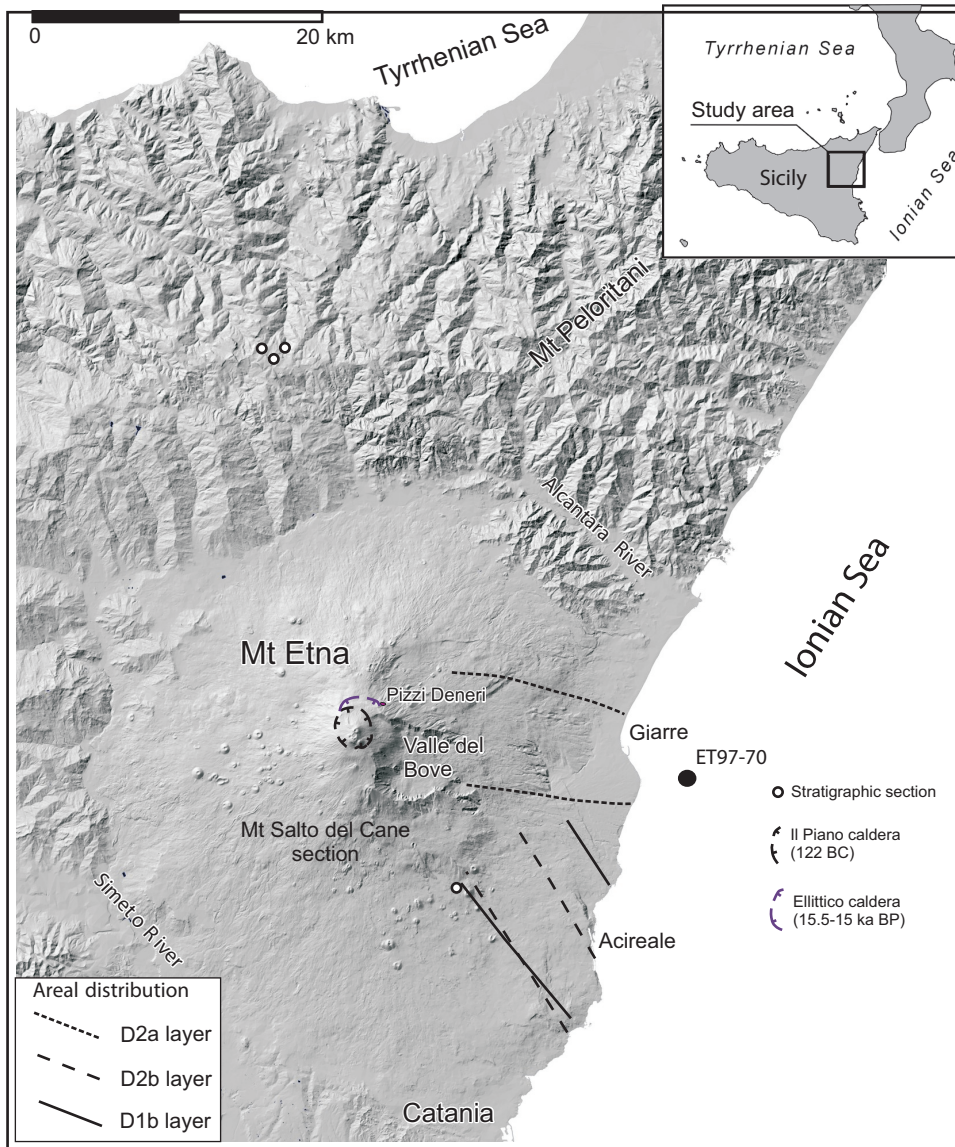 0
20 km
Tyrrhenian Sea
Tyrrhenian Sea
Study area
Sicily
Ionian Sea
Mt Peloritani
Alcantara River
Ionian Sea
Mt Etna
Pizzi Deneri
Valle del
Bove
Giarre
ET97-70
Stratigraphic section
Mt Salto del Cane
section
Il Piano caldera
(122 BC)
Ellittico caldera
(15.5-15 ka BP)
Simeto River
Acireale
Areal distribution
D2a layer
D2b layer
D1b layer
Catania